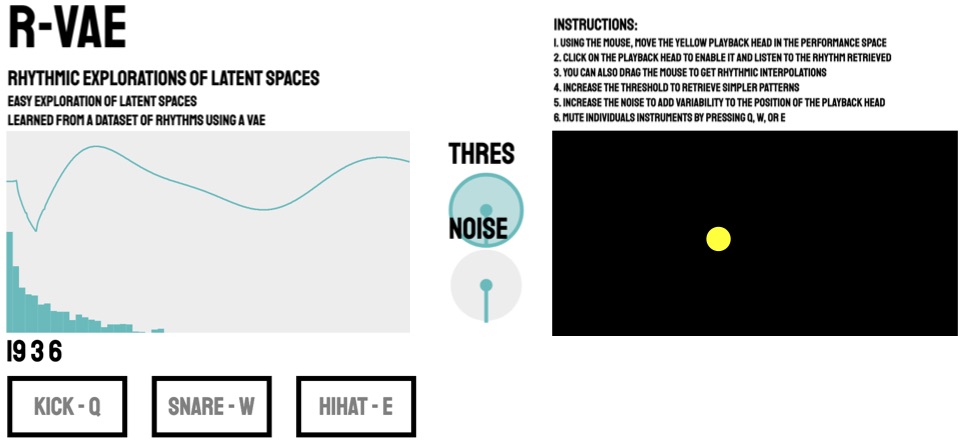 R-VAE
RHYTHMIC EXPLORATIONS OF LATENT SPACES
EASY EXPLORATION OF LATENT SPACES
LEARNED FROM A DATASET OF RHYTHMS USING A VAE
1936
KICK - Q
SNARE - W
HIHAT - E
THRES
NOISE
INSTRUCTIONS:
1. USING THE MOUSE, MOVE THE YELLOW PLAYBACK HEAD IN THE PERFORMANCE SPACE
2. CLICK ON THE PLAYBACK HEAD TO ENABLE IT AND LISTEN TO THE RHYTHM RETRIEVED
3. YOU CAN ALSO DRAG THE MOUSE TO GET RHYTHMIC INTERPOLATIONS
4. INCREASE THE THRESHOLD TO RETRIEVE SIMPLER PATTERNS
5. INCREASE THE NOISE TO ADD VARIABILITY TO THE POSITION OF THE PLAYBACK HEAD
6. MUTE INDIVIDUALS INSTRUMENTS BY PRESSING Q, W, OR E